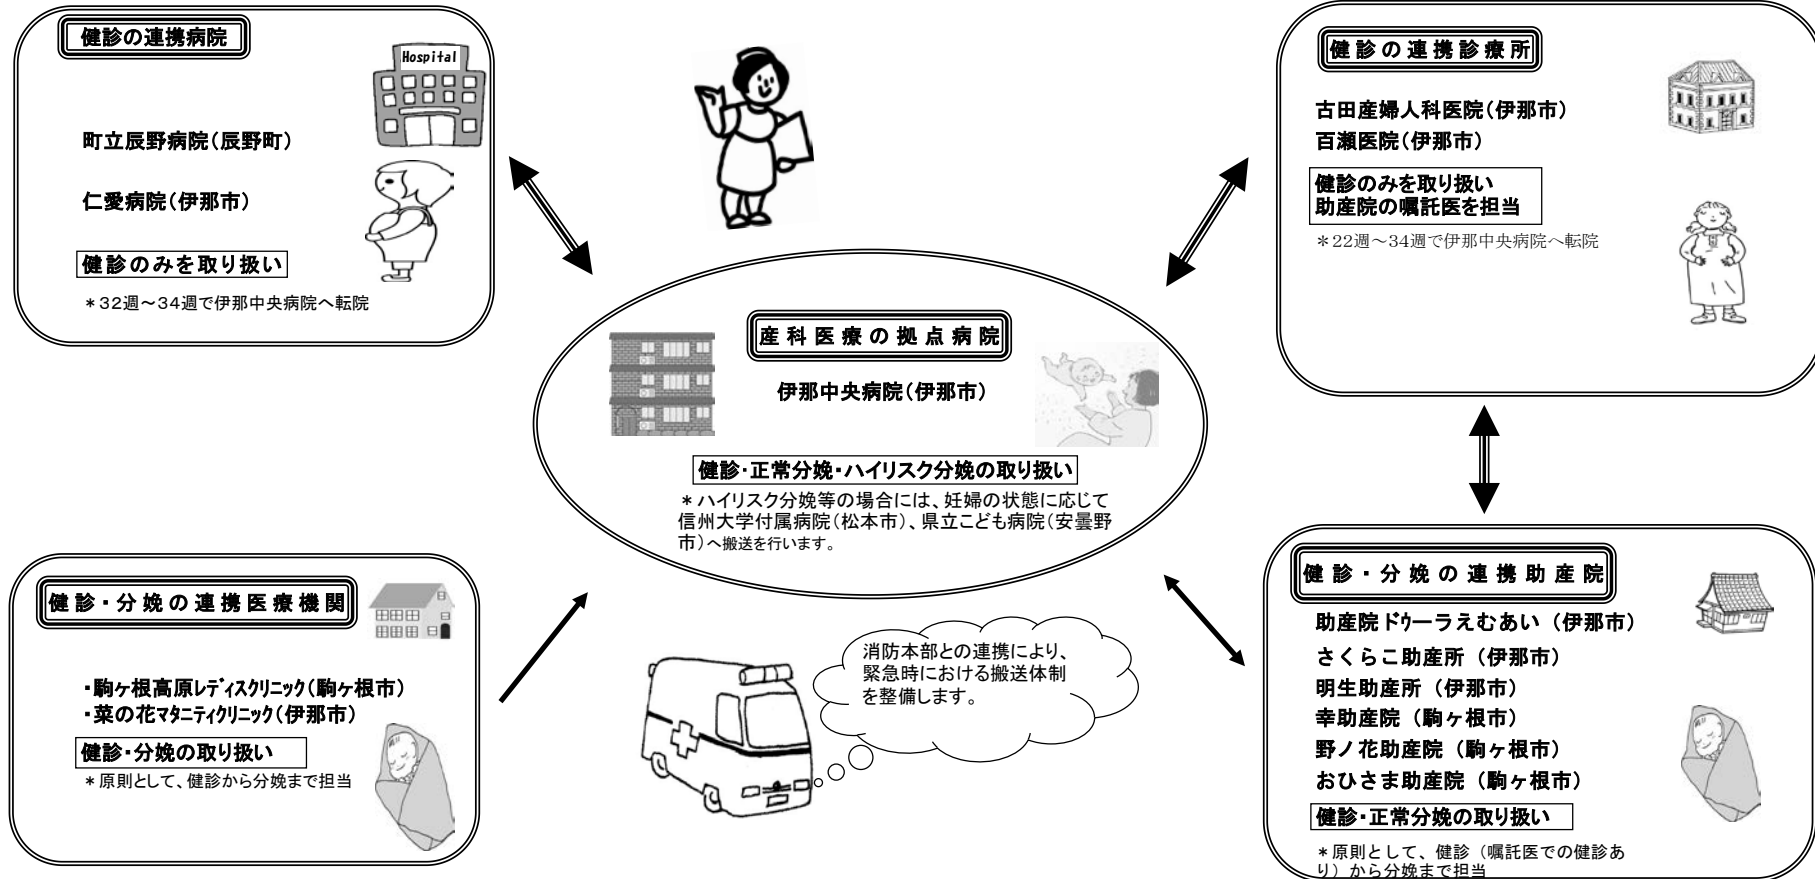 健診の連携病院
Hospital
町立辰野病院(辰野町)
仁愛病院(伊那市)
健診のみを取り扱い
*32週~34週で伊那中央病院へ転院
健診の連携診療所
古田産婦人科医院(伊那市)
百瀬医院(伊那市)
健診のみを取り扱い
助産院の嘱託医を担当
*22週~34週で伊那中央病院へ転院
産科医療の拠点病院
伊那中央病院(伊那市)
健診・正常分娩・ハイリスク分娩の取り扱い
*ハイリスク分娩等の場合には、妊婦の状態に応じて
信州大学付属病院(松本市)、県立こども病院(安曇野
市)へ搬送を行います。
健診・分娩の連携医療機関
・駒ヶ根高原レディスクリニック(駒ヶ根市)
・菜の花マタニティクリニック(伊那市)
健診・分娩の取り扱い
*原則として、健診から分娩まで担当
消防本部との連携により、
緊急時における搬送体制
を整備します。
健診・分娩の連携助産院
助産院ドゥーラえむあい (伊那市)
さくらこ助産所 (伊那市)
明生助産所 (伊那市)
幸助産院 (駒ヶ根市)
野ノ花助産院 (駒ヶ根市)
おひさま助産院 (駒ヶ根市)
健診・正常分娩の取り扱い
*原則として、健診 (嘱託医での健診あ
り) から分娩まで担当